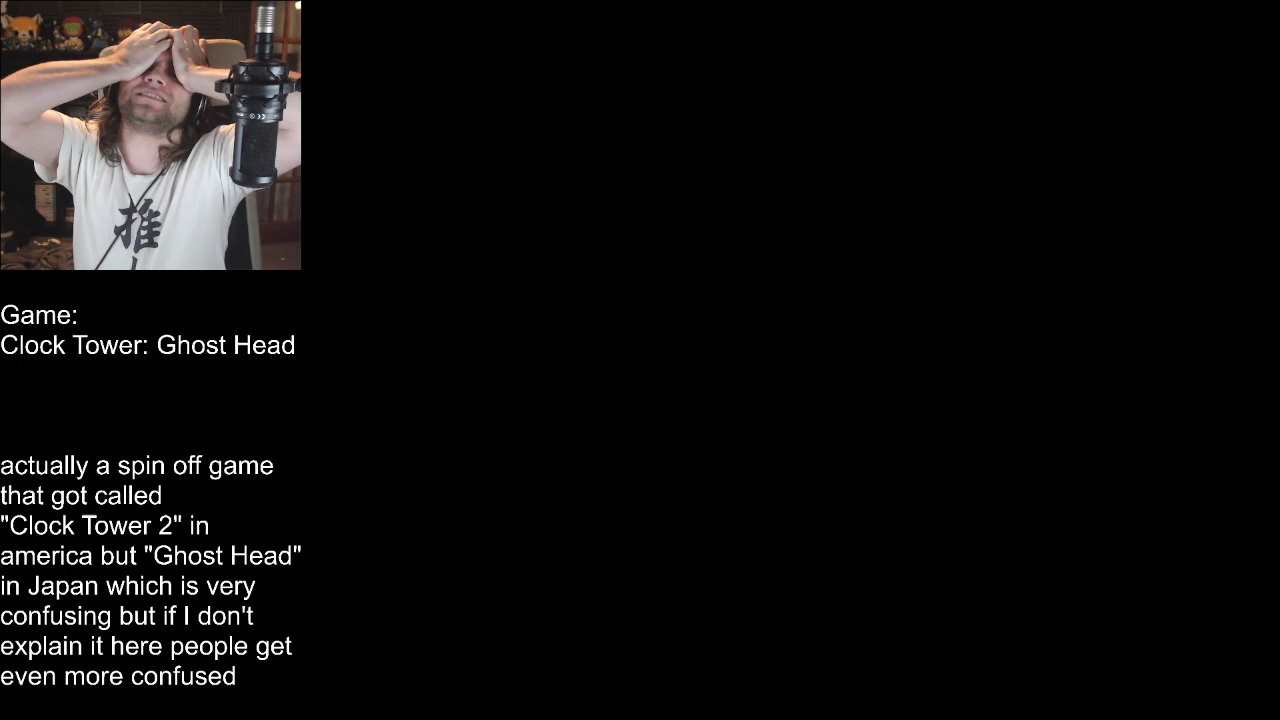 推
Game:
Clock Tower: Ghost Head
actually a spin off game
that got called
"Clock Tower 2" in
america but "Ghost Head"
in Japan which is very
confusing but if I don't
explain it here people get
even more confused